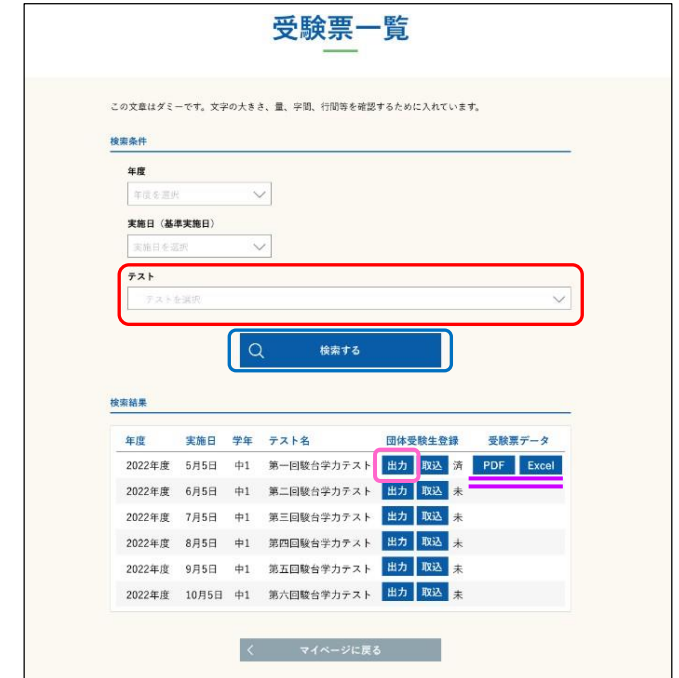 受験票一覧
この文章はダミーです。文字の大きさ、量、字間、行間等を確認するために入れています。
検索条件
年度
年度を選択
実施日（基準実施日）
実施日を選択
テスト
テストを選択
検索する
検索結果
年度 実施日 学年 テスト名 団体受験生登録 受験票データ
2022年度 5月5日 中1 第一回駿台学力テスト 出力 取込 済 PDF Excel
2022年度 6月5日 中1 第二回駿台学力テスト 出力 取込 未
2022年度 7月5日 中1 第三回駿台学力テスト 出力 取込 未
2022年度 8月5日 中1 第四回駿台学力テスト 出力 取込 未
2022年度 9月5日 中1 第五回駿台学力テスト 出力 取込 未
2022年度 10月5日 中1 第六回駿台学力テスト 出力 取込 未
マイページに戻る